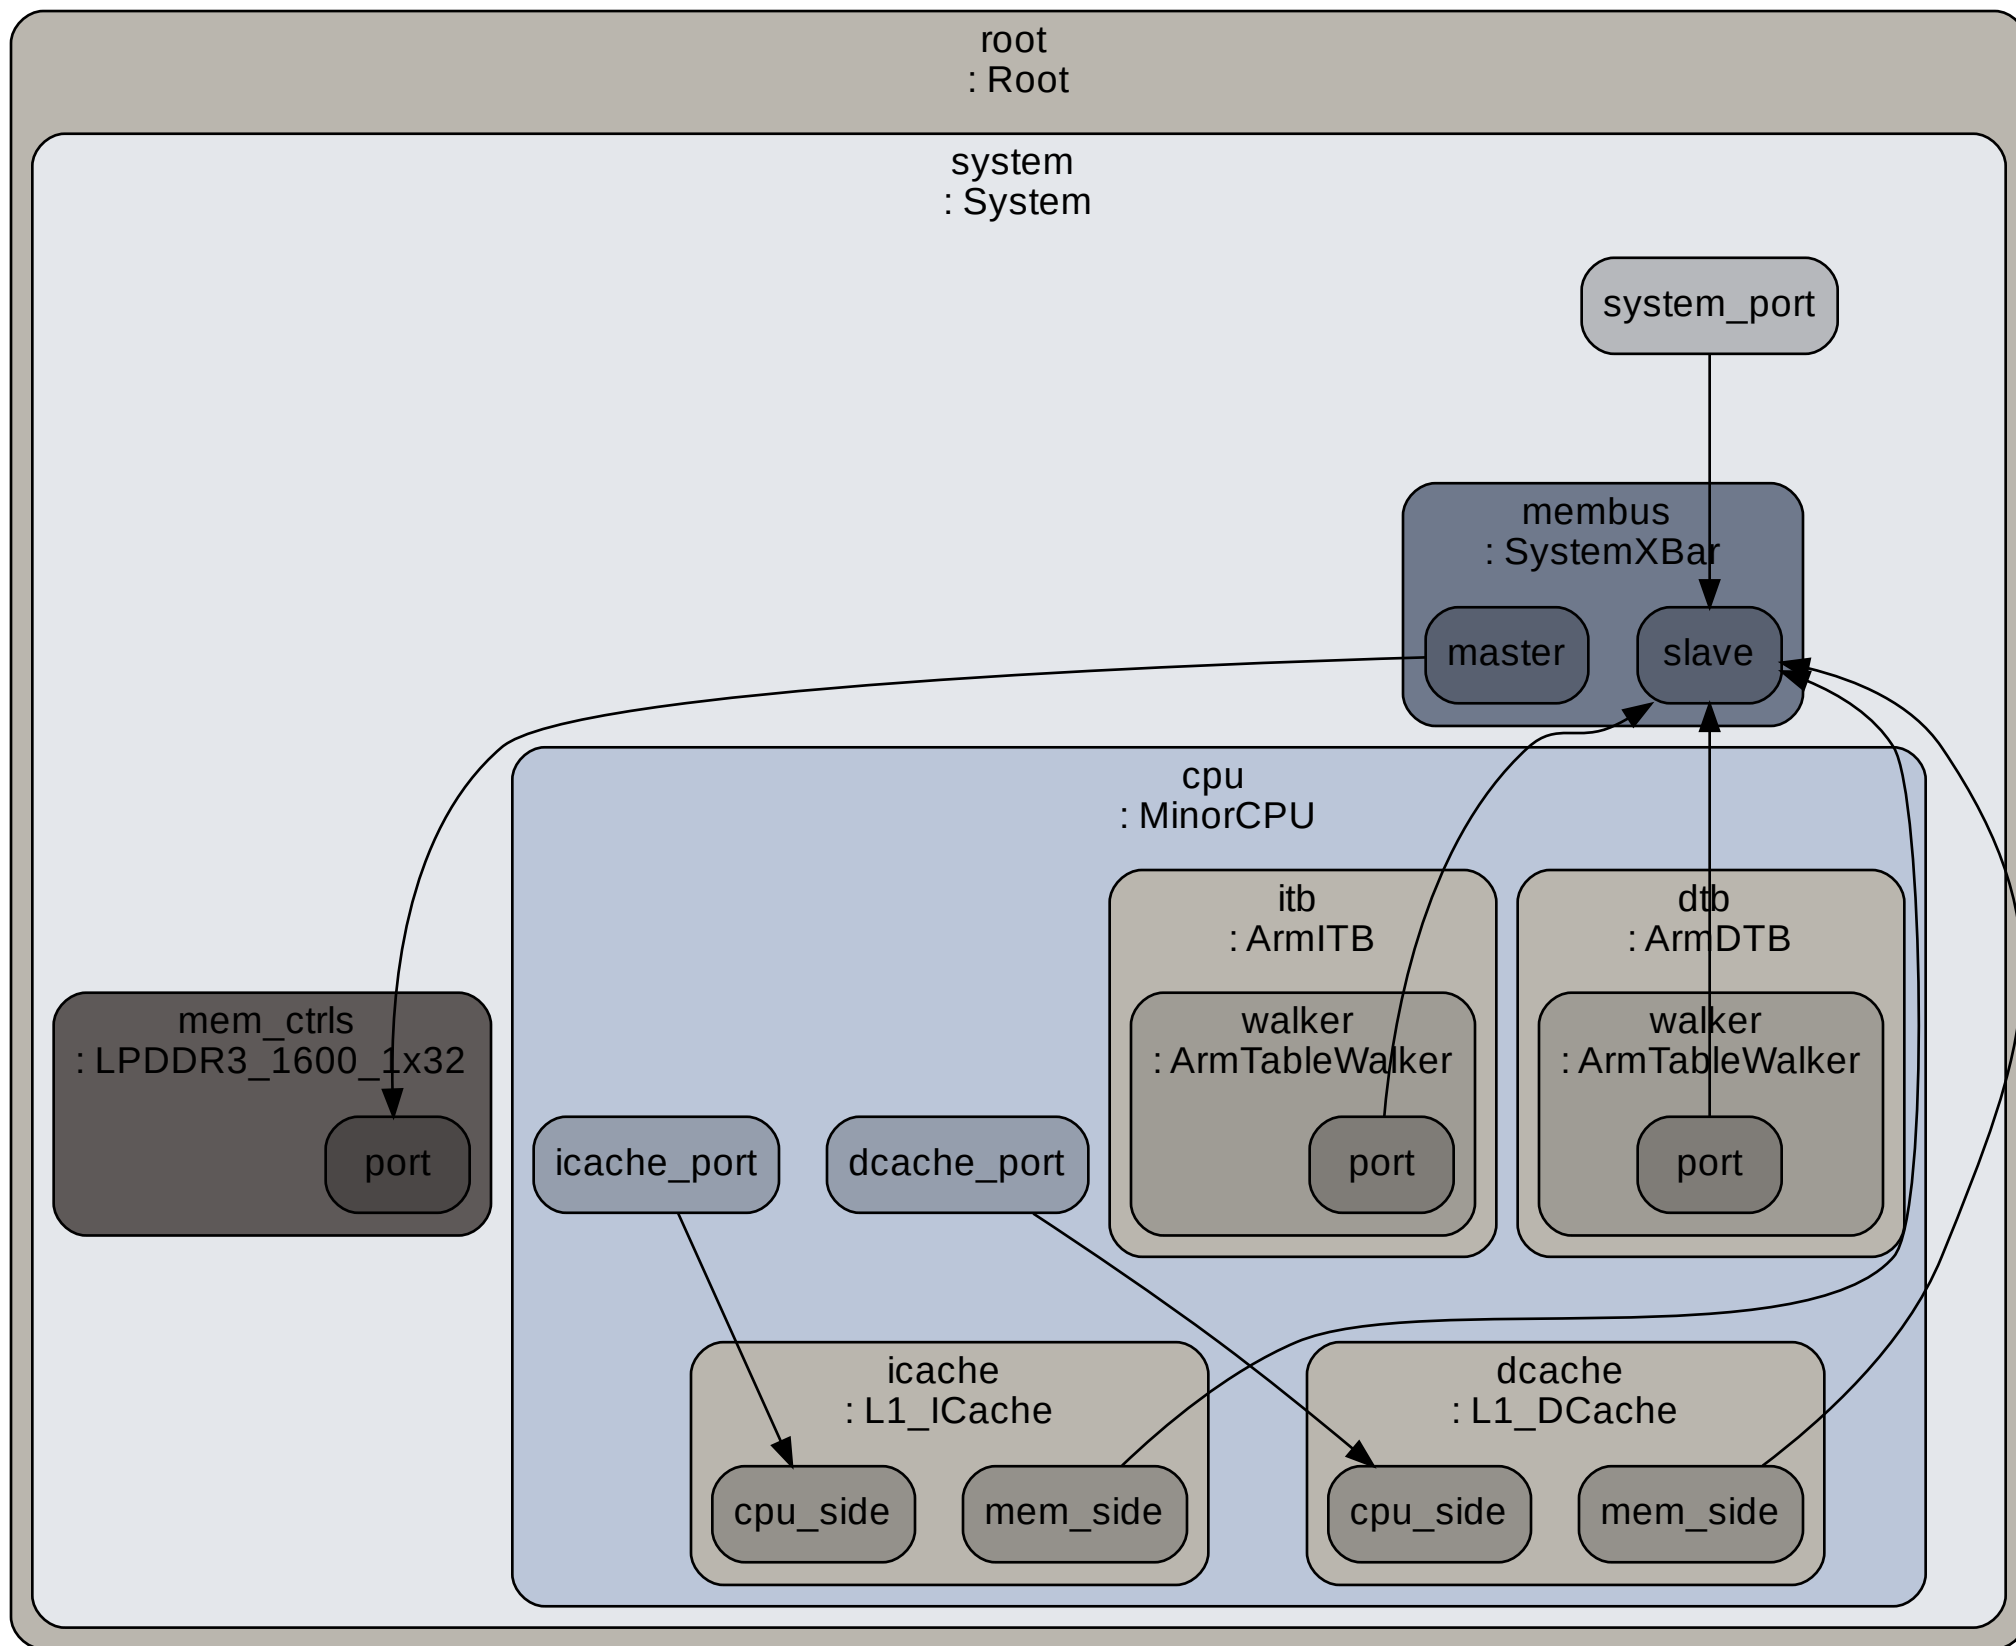 root
: Root
system
: System
system_port
membus
: SystemXBar
master
slave
cpu
: MinorCPU
itb
: ArmITB
dtb
: ArmDTB
mem_ctrls
: LPDDR3_1600_1x32
walker
: ArmTableWalker
walker
: ArmTableWalker
port
icache_port
dcache_port
port
port
icache
: L1_ICache
dcache
: L1_DCache
cpu_side
mem_side
cpu_side
mem_side